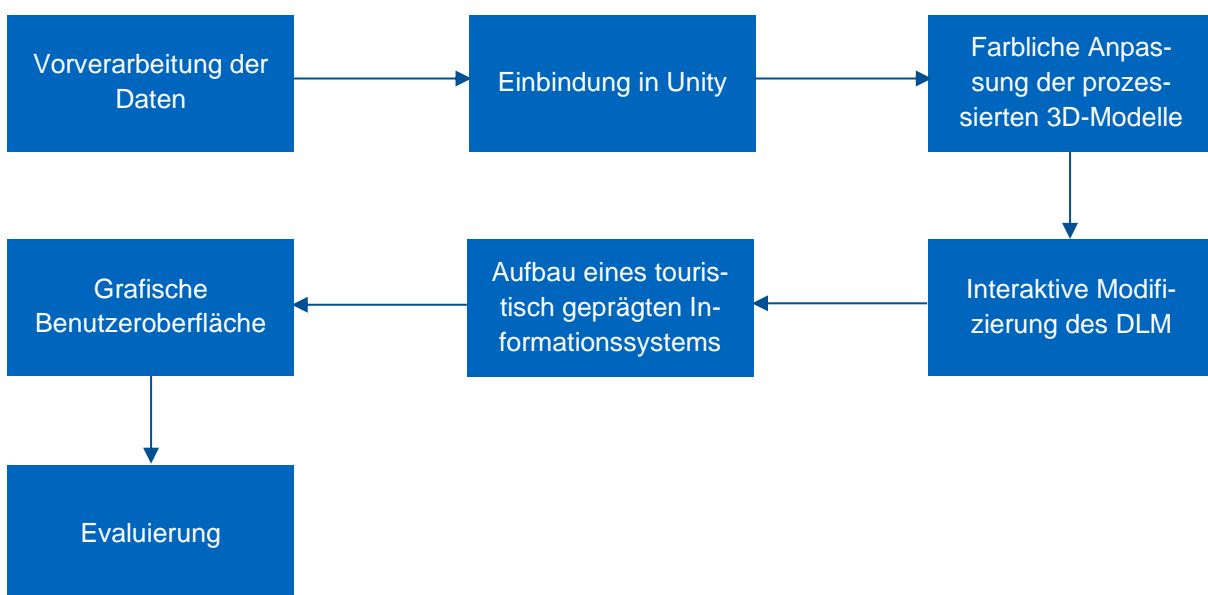 Vorverarbeitung der
Daten
Einbindung in Unity
Farbliche Anpas-
sung der prozes-
sierten 3D-Modelle
Interaktive Modifi-
zierung des DLM
Aufbau eines touris-
tisch geprägten In-
formationssystems
Grafische
Benutzeroberfläche
Evaluierung